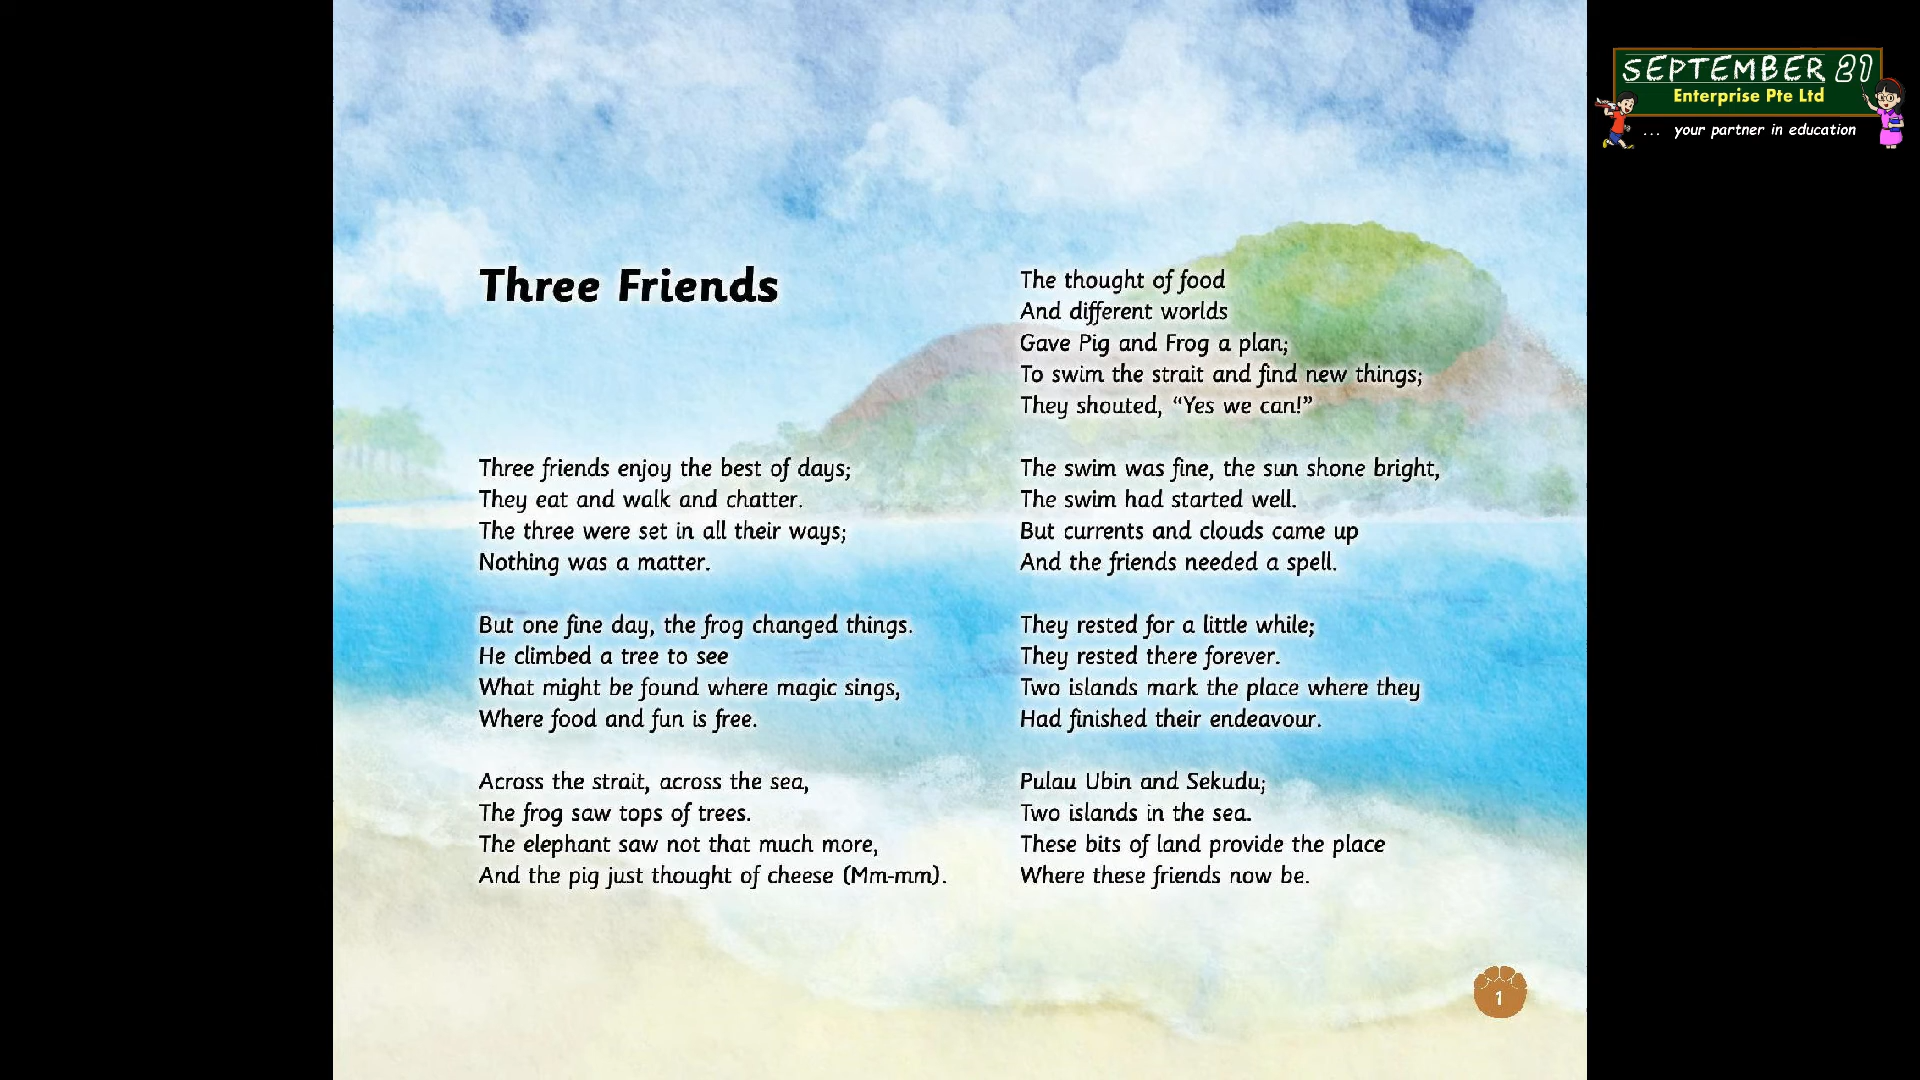 Three Friends
Three friends enjoy the best of days;
They eat and walk and chatter.
The three were set in all their ways;
Nothing was a matter.
But one fine day, the frog changed things.
He climbed a tree to see
What might be found where magic sings,
Where food and fun is free.
Across the strait, across the sea,
The frog saw tops of trees.
The elephant saw not that much more,
And the pig just thought of cheese (Mm-mm).
The thought of food
And different worlds
Gave Pig and Frog a plan;
To swim the strait and find new things;
They shouted, “Yes we can!”
The swim was fine, the sun shone bright,
The swim had started well.
But currents and clouds came up
And the friends needed a spell.
They rested for a little while;
They rested there forever.
Two islands mark the place where they
Had finished their endeavour.
Pulau Ubin and Sekudu;
Two islands in the sea.
These bits of land provide the place
Where these friends now be.
1
SEPTEMBER 21
Enterprise Pte Ltd
... your partner in education